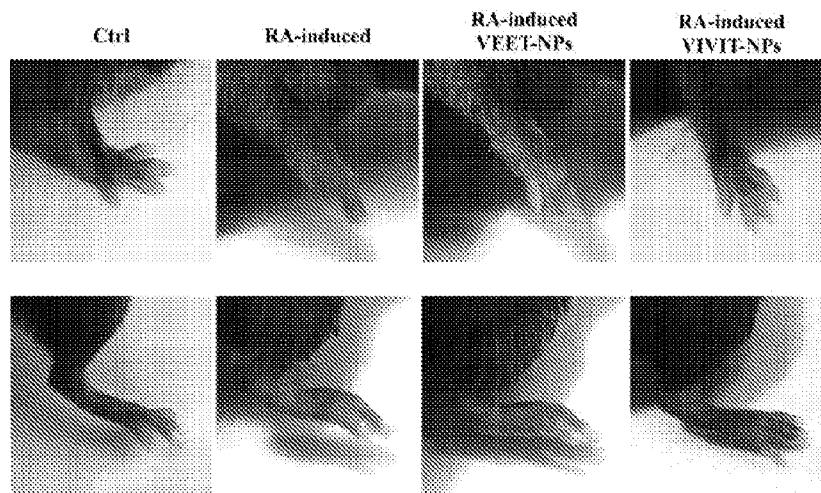 Ctrl
RA-induced
RA-induced
VEET-NPs
RA-induced
VIVIT-NPs